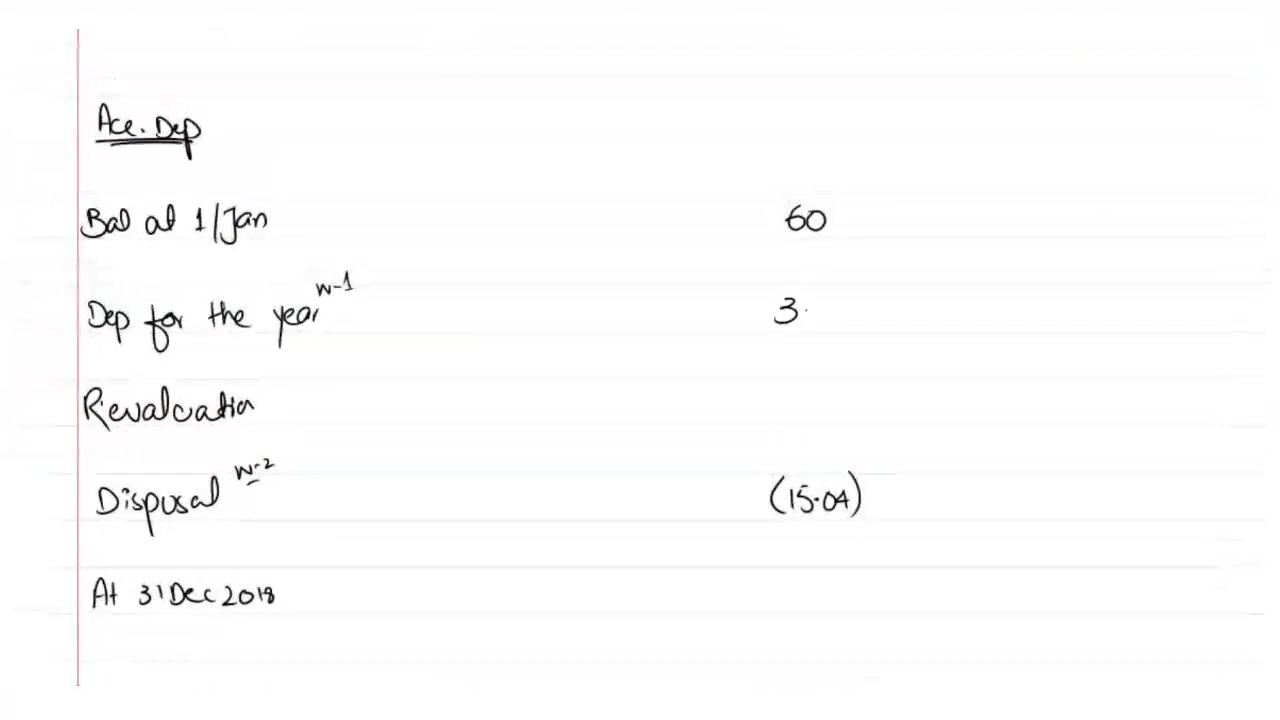 Acc. Dep
Bal at 1/Jan 60
Dep for the year W-1 3.
Revaluation
Disposal W-2 (15.04)
At 31 Dec 2018